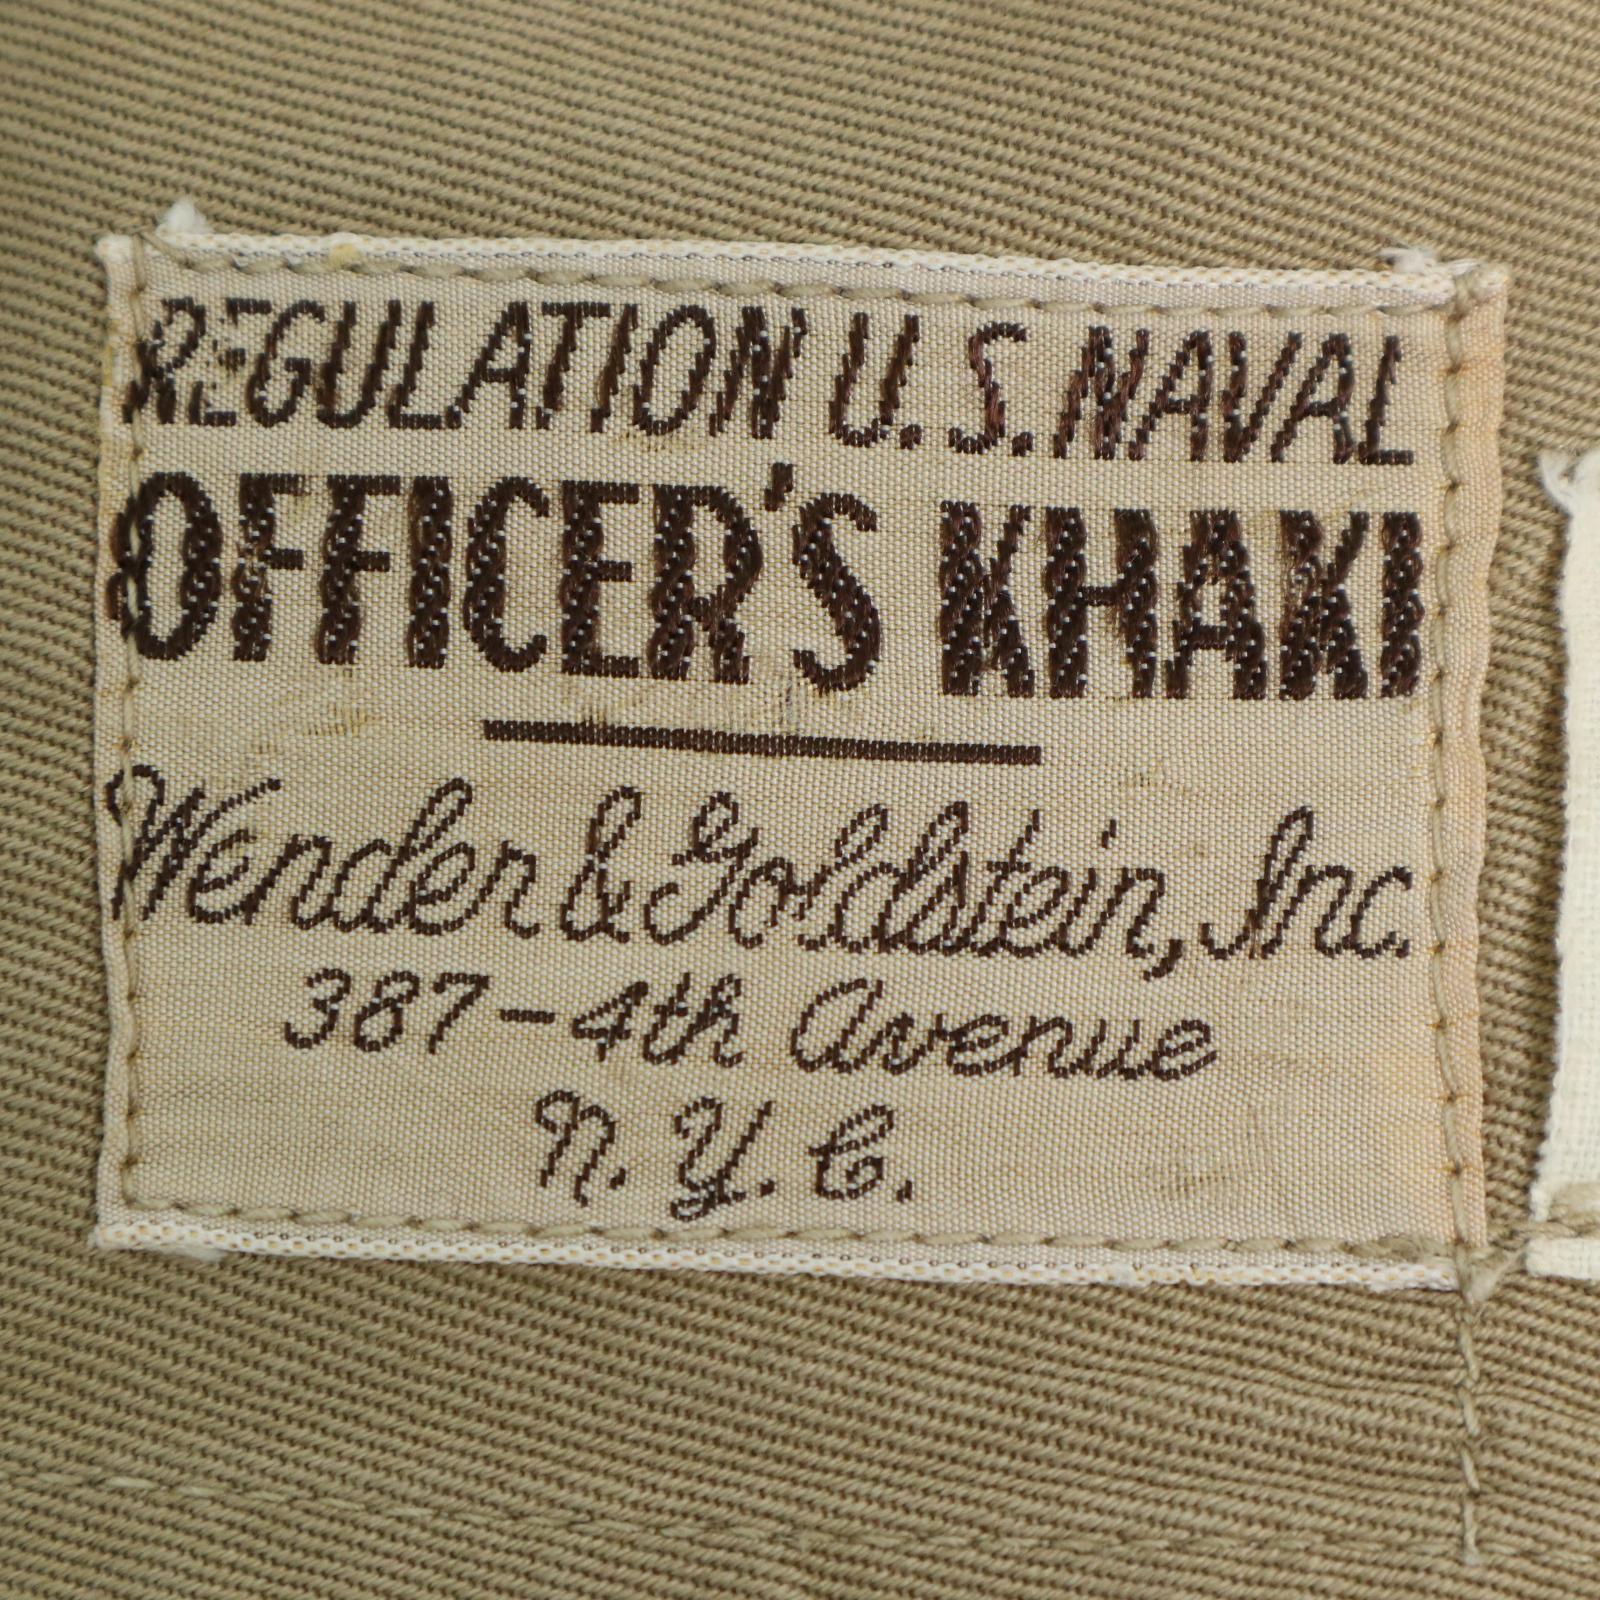 REGULATION U.S. NAVAL
OFFICER'S KHAKI
Wender & Goldstein, Inc.
387-4th Avenue
N.Y.C.